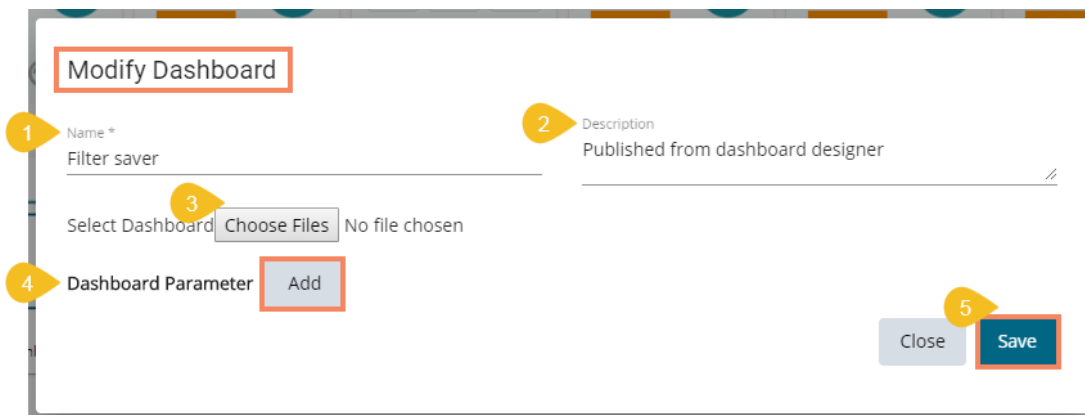 Modify Dashboard
1
Name *
Filter saver
2
Description
Published from dashboard designer
3
Select Dashboard Choose Files No file chosen
4
Dashboard Parameter Add
5
Close Save